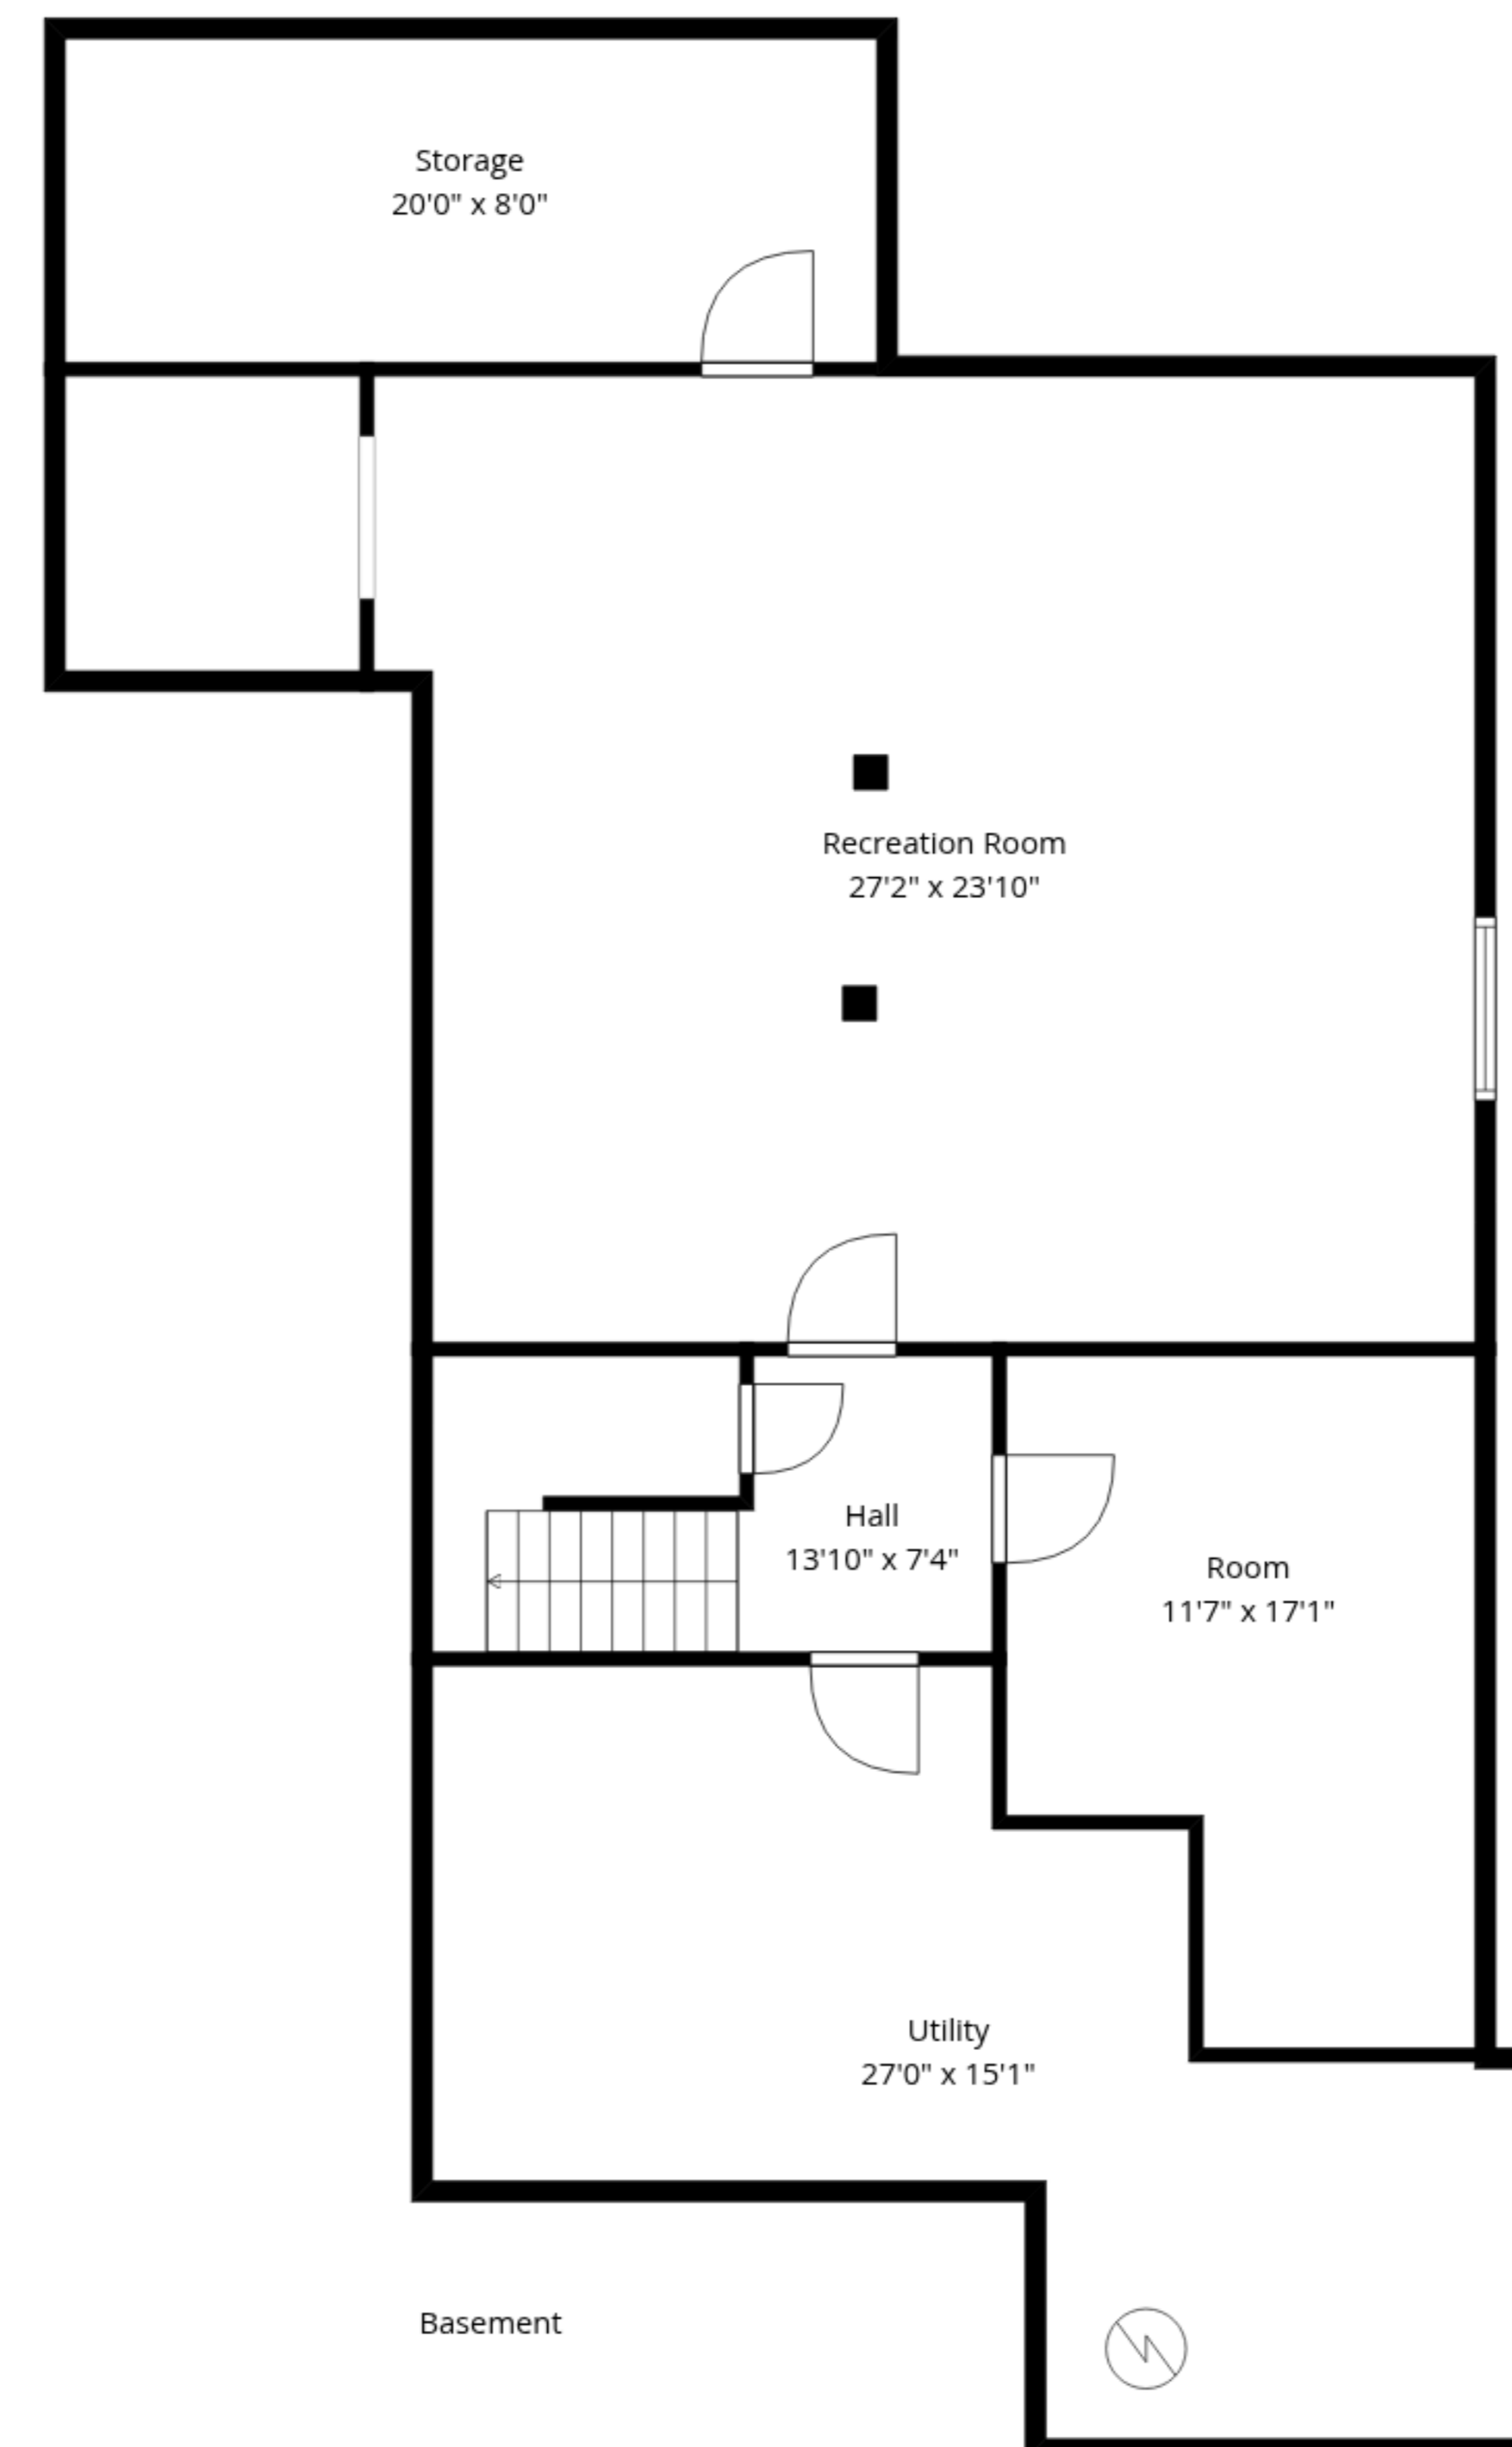 Storage
20'0" x 8'0"
Recreation Room
27'2" x 23'10"
Hall
13'10" x 7'4"
Room
11'7" x 17'1"
Utility
27'0" x 15'1"
Basement